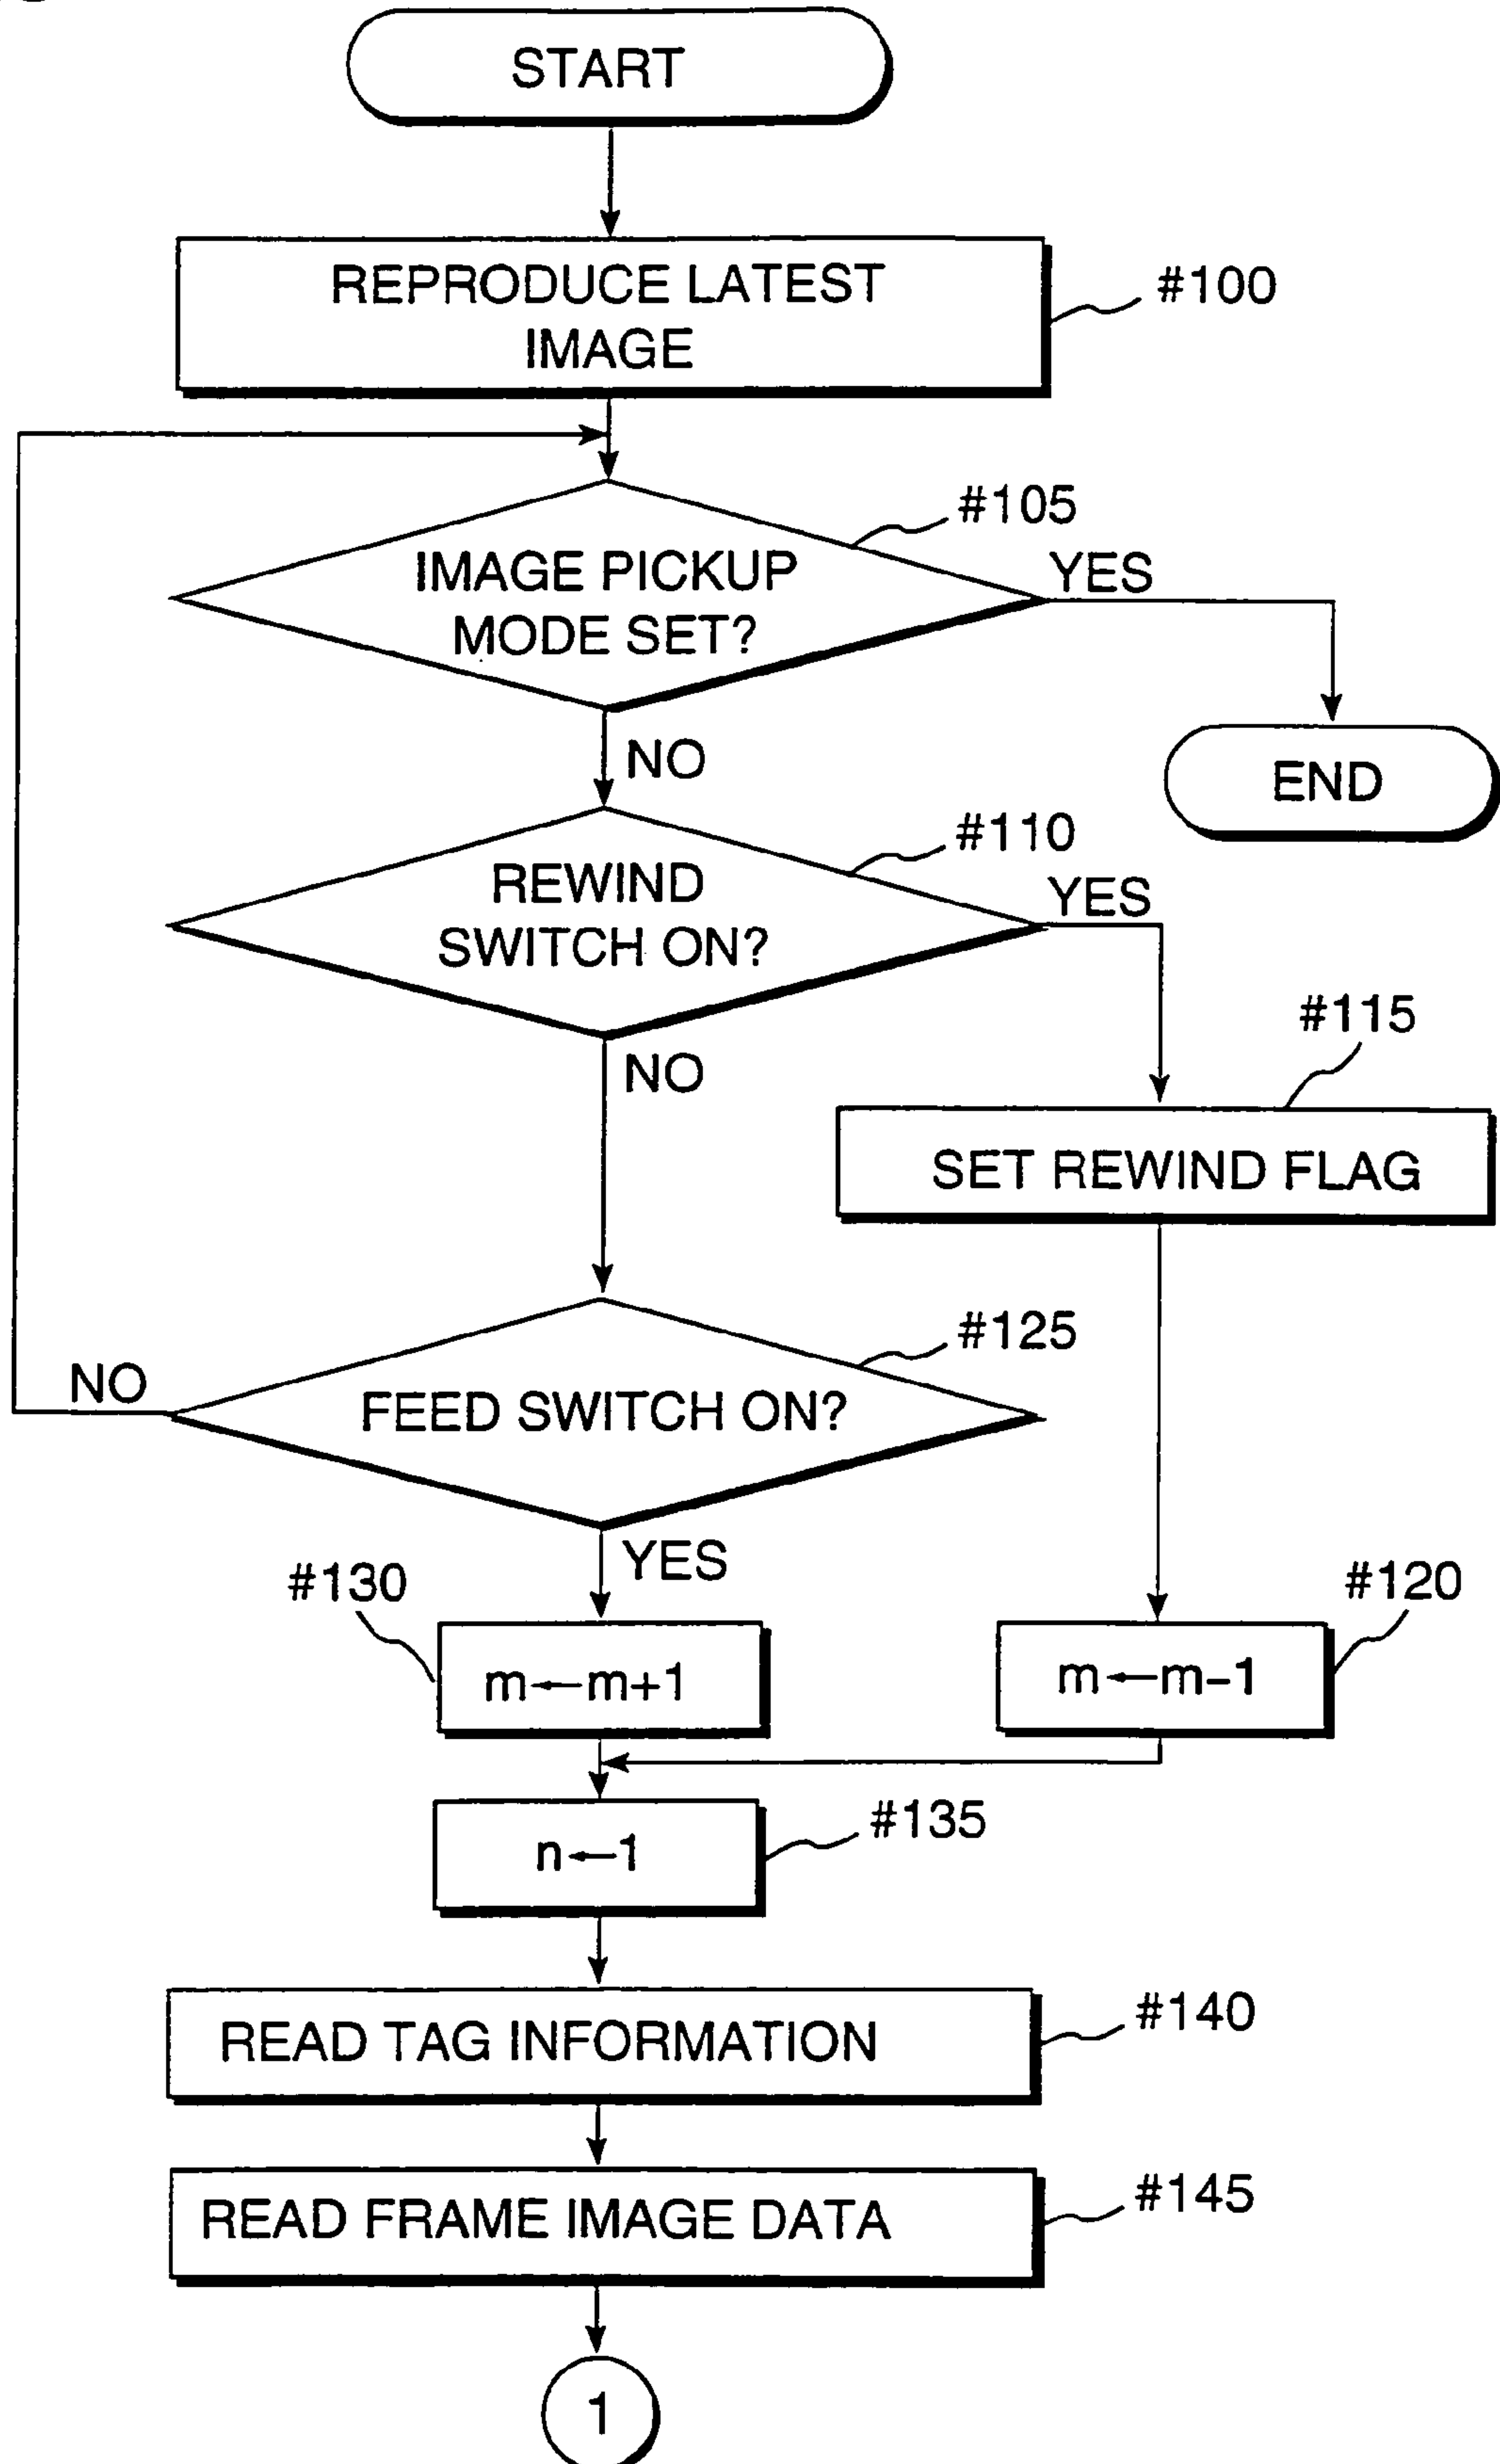 START
REPRODUCE LATEST
IMAGE
#100
#105
IMAGE PICKUP
MODE SET?
YES
NO
END
#110
REWIND
SWITCH ON?
YES
NO
#115
SET REWIND FLAG
#125
FEED SWITCH ON?
NO
YES
#130
m←m+1
#120
m←m−1
#135
n←1
#140
READ TAG INFORMATION
#145
READ FRAME IMAGE DATA
1